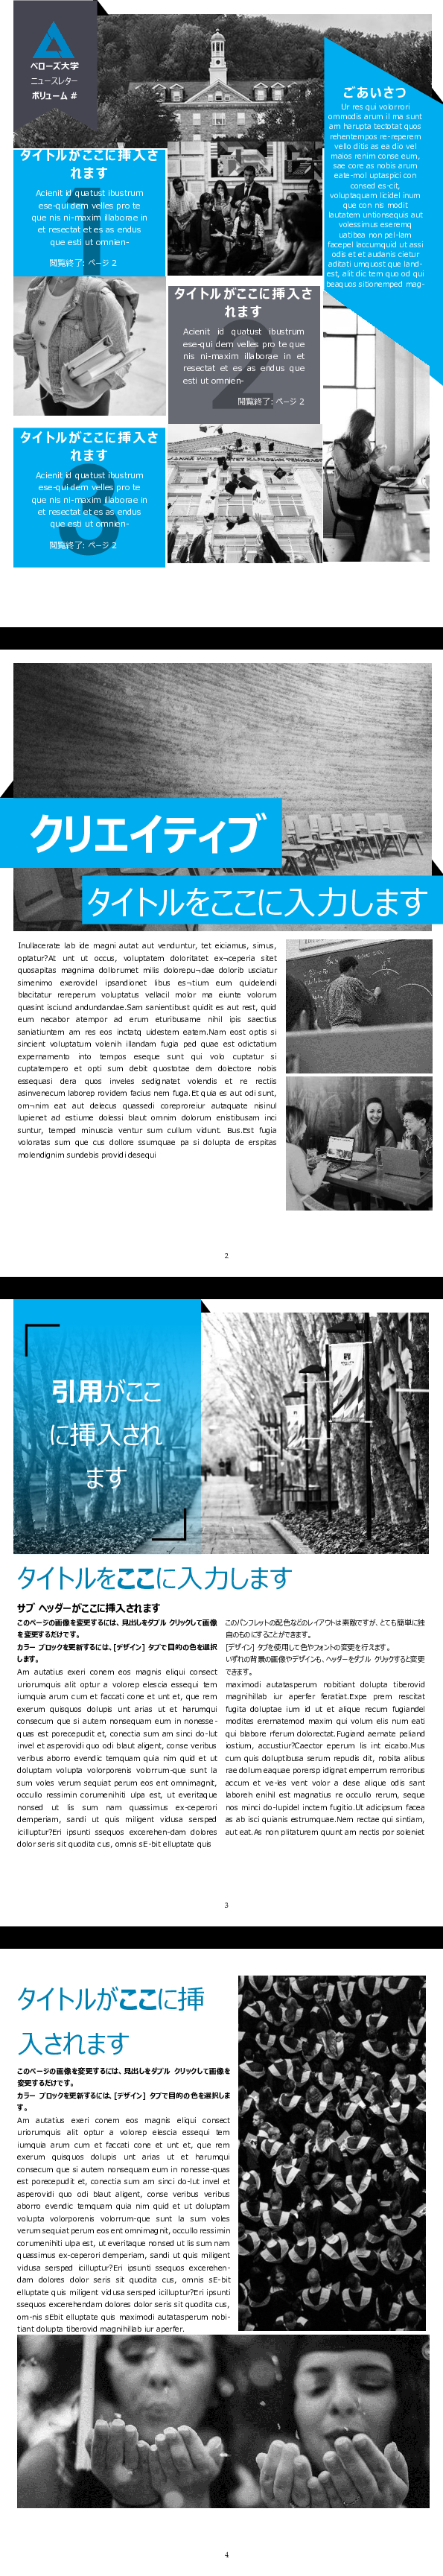 ベローズ大学
ニュースレター
ボリューム #
ごあいさつ
Ur res qui volorrori
ommodis arum il ma sunt
am harupta tectotat quos
rehentempos re-reperem
vello ditis as ea dio vel
maios renim conse eum,
sae core as nobis arum
eate-mol uptaspici con
consed es-cit,
voluptaquam licidel inum
que con nis modit
lautatem untionsequis aut
volessimus eseremq
uatibea non pel-lam
facepel laccumquid ut assi
odis et et audanis cietur
aditati umquost que land-
est, alit dic tem quo od qui
beaquos sitionemped mag-
タイトルがここに挿入さ
れます
1
Acienit id quatust ibustrum
ese-qui dem velles pro te
que nis ni-maxim illaborae in
et resectat et es as endus
que esti ut omnien-
閲覧終了: ページ 2
タイトルがここに挿入さ
れます
2
Acienit id quatust ibustrum
ese-qui dem velles pro te que
nis ni-maxim illaborae in et
resectat et es as endus que
esti ut omnien-
閲覧終了: ページ 2
タイトルがここに挿入さ
れます
3
Acienit id quatust ibustrum
ese-qui dem velles pro te
que nis ni-maxim illaborae in
et resectat et es as endus
que esti ut omnien-
閲覧終了: ページ 2
クリエイティブ
タイトルをここに入力します
Inullacerate lab ide magni autat aut venduntur, tet eiciamus, simus,
optatur?At unt ut occus, voluptatem doloritatet ex¬ceperia sitet
quosapitas magnima dollorumet milis dolorepu¬dae dolorib usciatur
simenimo exerovidel ipsandionet libus es¬tium eum quidelendi
blacitatur rereperum voluptatus vellacil molor ma eiunte volorum
quasint isciund andundandae.Sam sanientibust quidit es aut rest, quid
eum necabor atempor ad erum eturibusame nihil ipis saectius
saniatiuntem am res eos inctatq uidestem eatem.Nam eost optis si
sincient voluptatum volenih illandam fugia ped quae est odictatium
expernamento into tempos eseque sunt qui volo cuptatur si
cuptatempero et opti sum debit quostotae dem dolectore nobis
essequasi dera quos inveles sedignatet volendis et re rectiis
asinvenecum laborep rovidem facius nem fuga.Et quia es aut odi sunt,
om¬nim eat aut delecus quassedi coreproreiur autaquate nisinul
lupienet ad estiume dolessi blaut dolorum enistibusam inci
suntur, temped minuscia ventur sum cullum vidunt. Bus.Est fugia
voloratas sum que cus dollore ssumquae pa si dolupta de erspitas
molendignim sundebis providi desequi
2
引用がここ
に挿入され
ます
タイトルをここに入力します
サブ ヘッダーがここに挿入されます
このページの画像を変更するには、見出しをダブル クリックして画像
を変更するだけです。
カラー ブロックを更新するには、[デザイン] タブで目的の色を選択
します。
Am autatius exeri conem eos magnis eliqui consect
uriorumquis alit optur a volorep elescia essequi tem
iumquia arum cum et faccati cone et unt et, que rem
exerum quisquos dolupis unt arias ut et harumqui
consecum que si autem nonsequam eum in nonesse-
quas est porecepudit et, conectia sum am sinci do-lut
invel et asperovidi quo odi blaut aligent, conse veribus
veribus aborro evendic temquam quia nim quid et ut
doluptam volupta volorporenis volorrum-que sunt la
sum voles verum sequiat perum eos ent omnimagnit,
occullo ressimin corumenihiti ulpa est, ut everitaque
nonsed ut lis sum nam quassimus ex-ceperori
demperiam, sandi ut quis miligent vidusa sersped
icilluptur?Eri ipsunti ssequos excerehen-dam dolores
dolor seris sit quodita cus, omnis sE-bit elluptate quis
このパンフレットの配色などのレイアウトは素敵ですが、とても簡単に独
自のものにすることができます。
[デザイン] タブを使用して色やフォントの変更を行えます。
いずれの背景の画像やデザインも、ヘッダーをダブル クリックすると変更
できます。
maximodi autatasperum nobitiant dolupta tiberovid
magnihillab iur aperfer feratiat.Expe prem rescitat
fugita doluptae ium id ut et alique recum fugiandel
modites erernatemod maxim qui volum elis num eati
qui blabore rferum dolorectat.Fugiand aernate peliand
iostium, accustiur?Caector eperum lis int eicabo.Mus
cum quis doluptibusa serum repudis dit, nobita alibus
rae dolum eaquae porersp idignat emperrum rerroribus
accum et ve-les vent volor a dese alique odis sant
laboreh enihil est magnatius re occullo rerum, seque
nos minci do-lupidel inctem fugitio.Ut adicipsum facea
as ab isci quianis estrumquae.Nem rectae qui sintiam,
aut eat.As non plitaturem quunt am nectis por soleniet
3
タイトルがここに挿
入されます
このページの画像を変更するには、見出しをダブル クリックして画像を
変更するだけです。
カラー ブロックを更新するには、[デザイン] タブで目的の色を選択しま
す。
Am autatius exeri conem eos magnis eliqui consect
uriorumquis alit optur a volorep elescia essequi tem
iumquia arum cum et faccati cone et unt et, que rem
exerum quisquos dolupis unt arias ut et harumqui
consecum que si autem nonsequam eum in nonesse-quas
est porecepudit et, conectia sum am sinci do-lut invel et
asperovidi quo odi blaut aligent, conse veribus veribus
aborro evendic temquam quia nim quid et ut doluptam
volupta volorporenis volorrum-que sunt la sum voles
verum sequiat perum eos ent omnimagnit, occullo ressimin
corumenihiti ulpa est, ut everitaque nonsed ut lis sum nam
quassimus ex-ceperori demperiam, sandi ut quis miligent
vidusa sersped icilluptur?Eri ipsunti ssequos excerehen-
dam dolores dolor seris sit quodita cus, omnis sE-bit
elluptate quis miligent vidusa sersped icilluptur?Eri ipsunti
ssequos excerehendam dolores dolor seris sit quodita cus,
om-nis sEbit elluptate quis maximodi autatasperum nobi-
tiant dolupta tiberovid magnihillab iur aperfer.
4